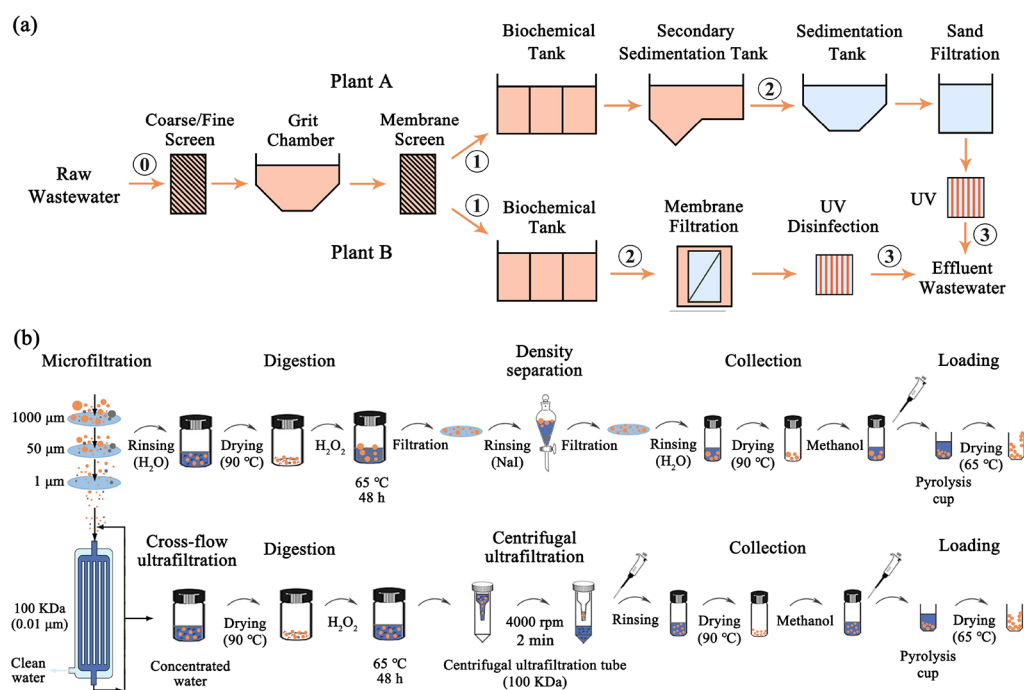 (a)
Plant A
Plant B
Raw
Wastewater
0
Coarse/Fine
Screen
Grit
Chamber
Membrane
Screen
1
Biochemical
Tank
Secondary
Sedimentation Tank
2
Sedimentation
Tank
Sand
Filtration
UV
3
1
Biochemical
Tank
2
Membrane
Filtration
UV
Disinfection
3
Effluent
Wastewater
(b)
Microfiltration
1000 μm
50 μm
1 μm
Rinsing
(H₂O)
Digestion
Drying
(90 ℃)
H₂O₂
65 ℃
48 h
Filtration
Density
separation
Rinsing
(NaI)
Filtration
Collection
Rinsing
(H₂O)
Drying
(90 ℃)
Methanol
Loading
Pyrolysis
cup
Drying
(65 ℃)
100 KDa
(0.01 μm)
Clean
water
Cross-flow
ultrafiltration
Concentrated
water
Digestion
Drying
(90 ℃)
H₂O₂
65 ℃
48 h
Centrifugal
ultrafiltration
4000 rpm
2 min
Centrifugal ultrafiltration tube
(100 KDa)
Rinsing
Collection
Drying
(90 ℃)
Methanol
Loading
Pyrolysis
cup
Drying
(65 ℃)